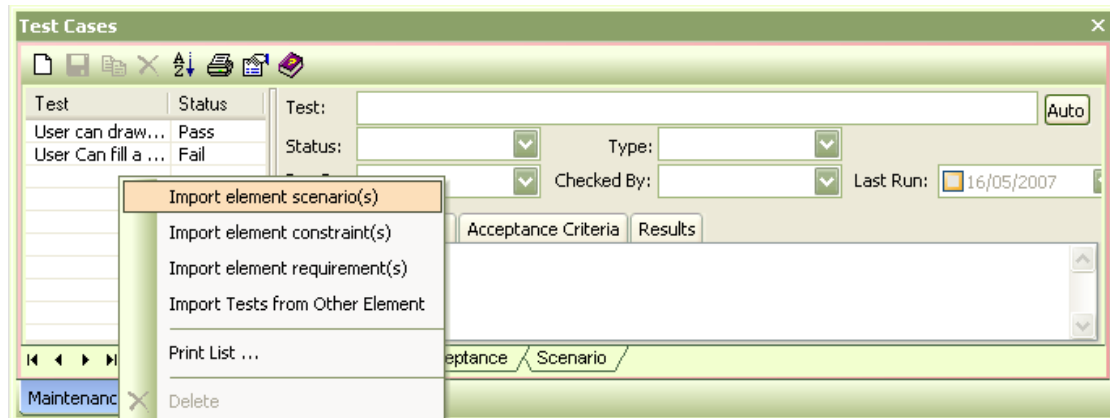 Test Cases
Test Status
User can draw... Pass
User Can fill a ... Fail
Test:
Auto
Status:
Type:
Checked By:
Last Run:
16/05/2007
Acceptance Criteria
Results
Import element scenario(s)
Import element constraint(s)
Import element requirement(s)
Import Tests from Other Element
Print List ...
Delete
eptance
Scenario
Maintenanc